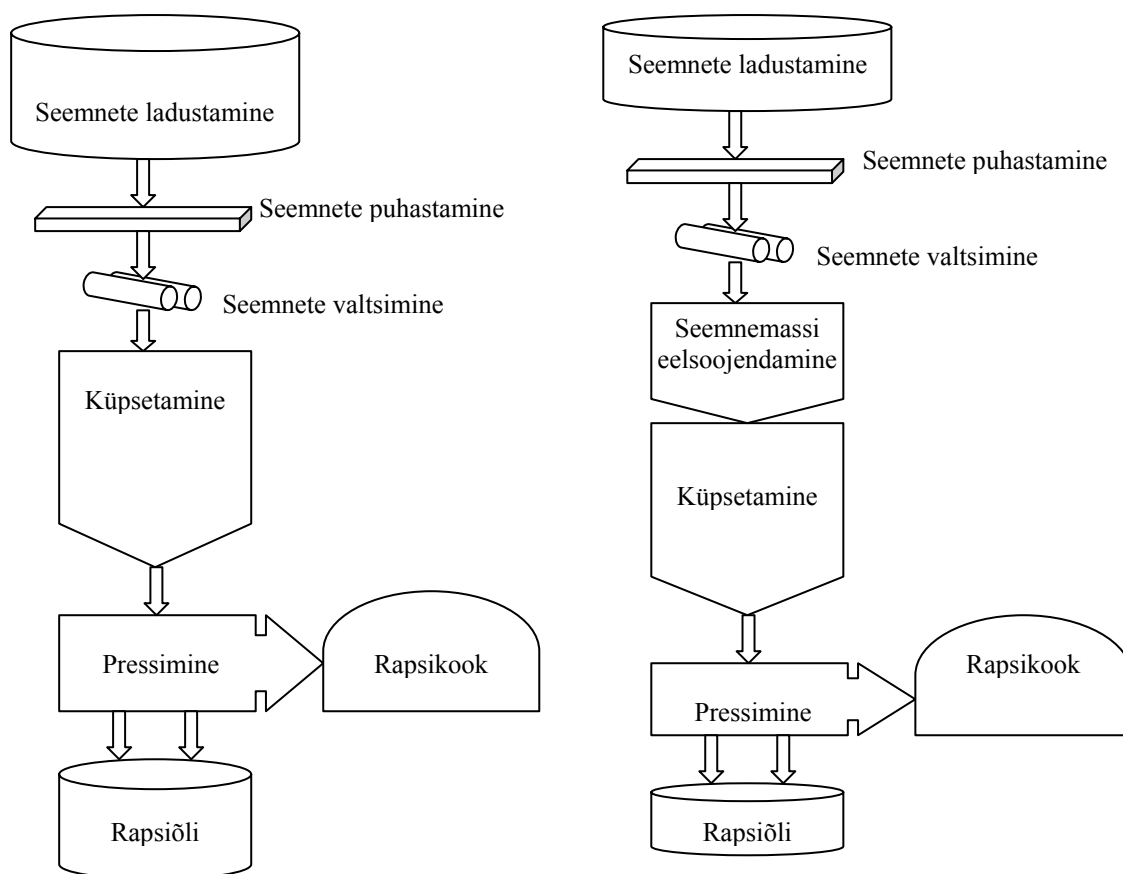 Seemnete ladustamine
Seemnete puhastamine
Seemnete valtsimine
Küpsetamine
Pressimine
Rapsikook
Rapsiõli
Seemnete ladustamine
Seemnete puhastamine
Seemnete valtsimine
Seemnemassi
eelsoojendamine
Küpsetamine
Pressimine
Rapsikook
Rapsiõli